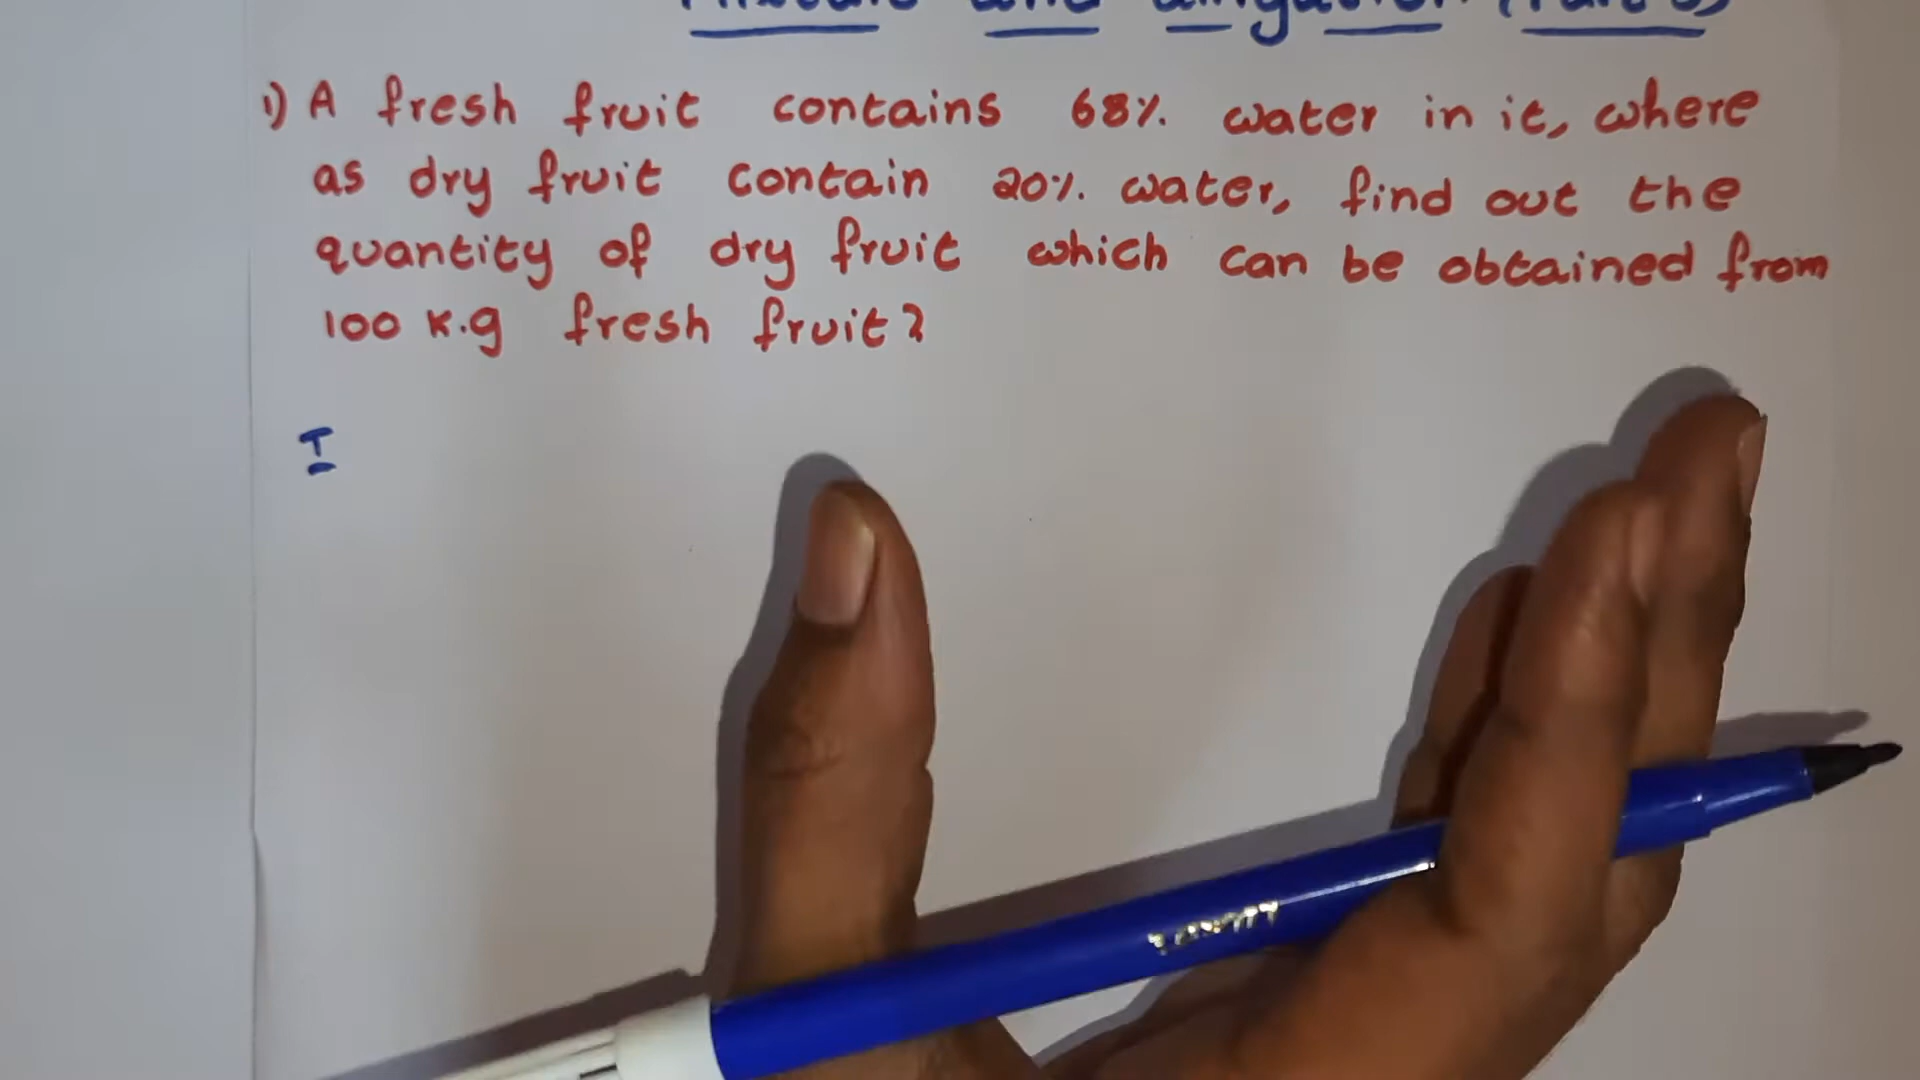 and
1) A fresh fruit contains 68% water in it, where
as dry fruit contain 20% water, find out the
quantity of dry fruit which can be obtained from
100 K.g fresh fruit?
I